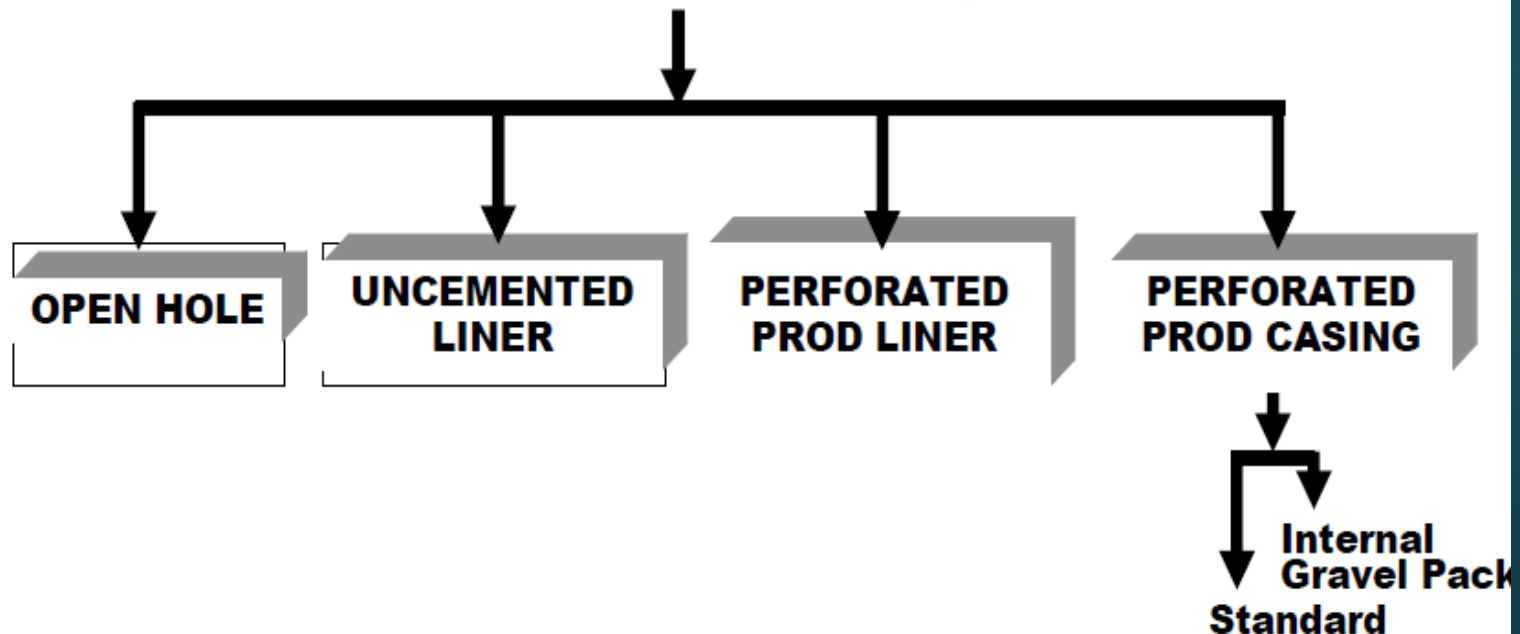 OPEN HOLE
UNCEMENTED
LINER
PERFORATED
PROD LINER
PERFORATED
PROD CASING
Internal
Gravel Pack
Standard